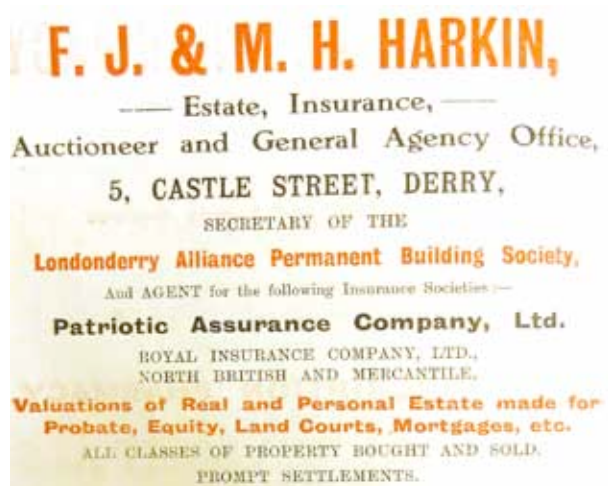 F. J. & M. H. HARKIN,
Estate, Insurance,
Auctioneer and General Agency Office,
5, CASTLE STREET, DERRY,
SECRETARY OF THE
Londonderry Alliance Permanent Building Society,
And AGENT for the following Insurance Societies :—
Patriotic Assurance Company, Ltd.
ROYAL INSURANCE COMPANY, LTD.,
NORTH BRITISH AND MERCANTILE.
Valuations of Real and Personal Estate made for
Probate, Equity, Land Courts, Mortgages, etc.
ALL CLASSES OF PROPERTY BOUGHT AND SOLD.
PROMPT SETTLEMENTS.